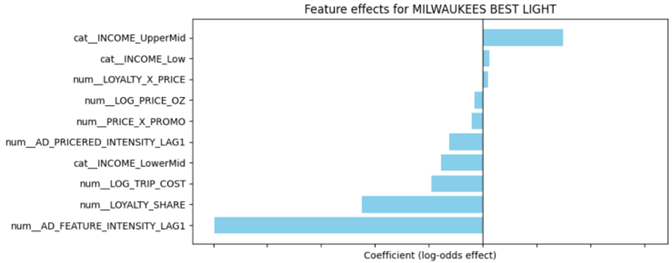 Feature effects for MILWAUKEES BEST LIGHT
cat__INCOME_UpperMid
cat__INCOME_Low
num__LOYALTY_X_PRICE
num__LOG_PRICE_OZ
num__PRICE_X_PROMO
num__AD_PRICERED_INTENSITY_LAG1
cat__INCOME_LowerMid
num__LOG_TRIP_COST
num__LOYALTY_SHARE
num__AD_FEATURE_INTENSITY_LAG1
Coefficient (log-odds effect)